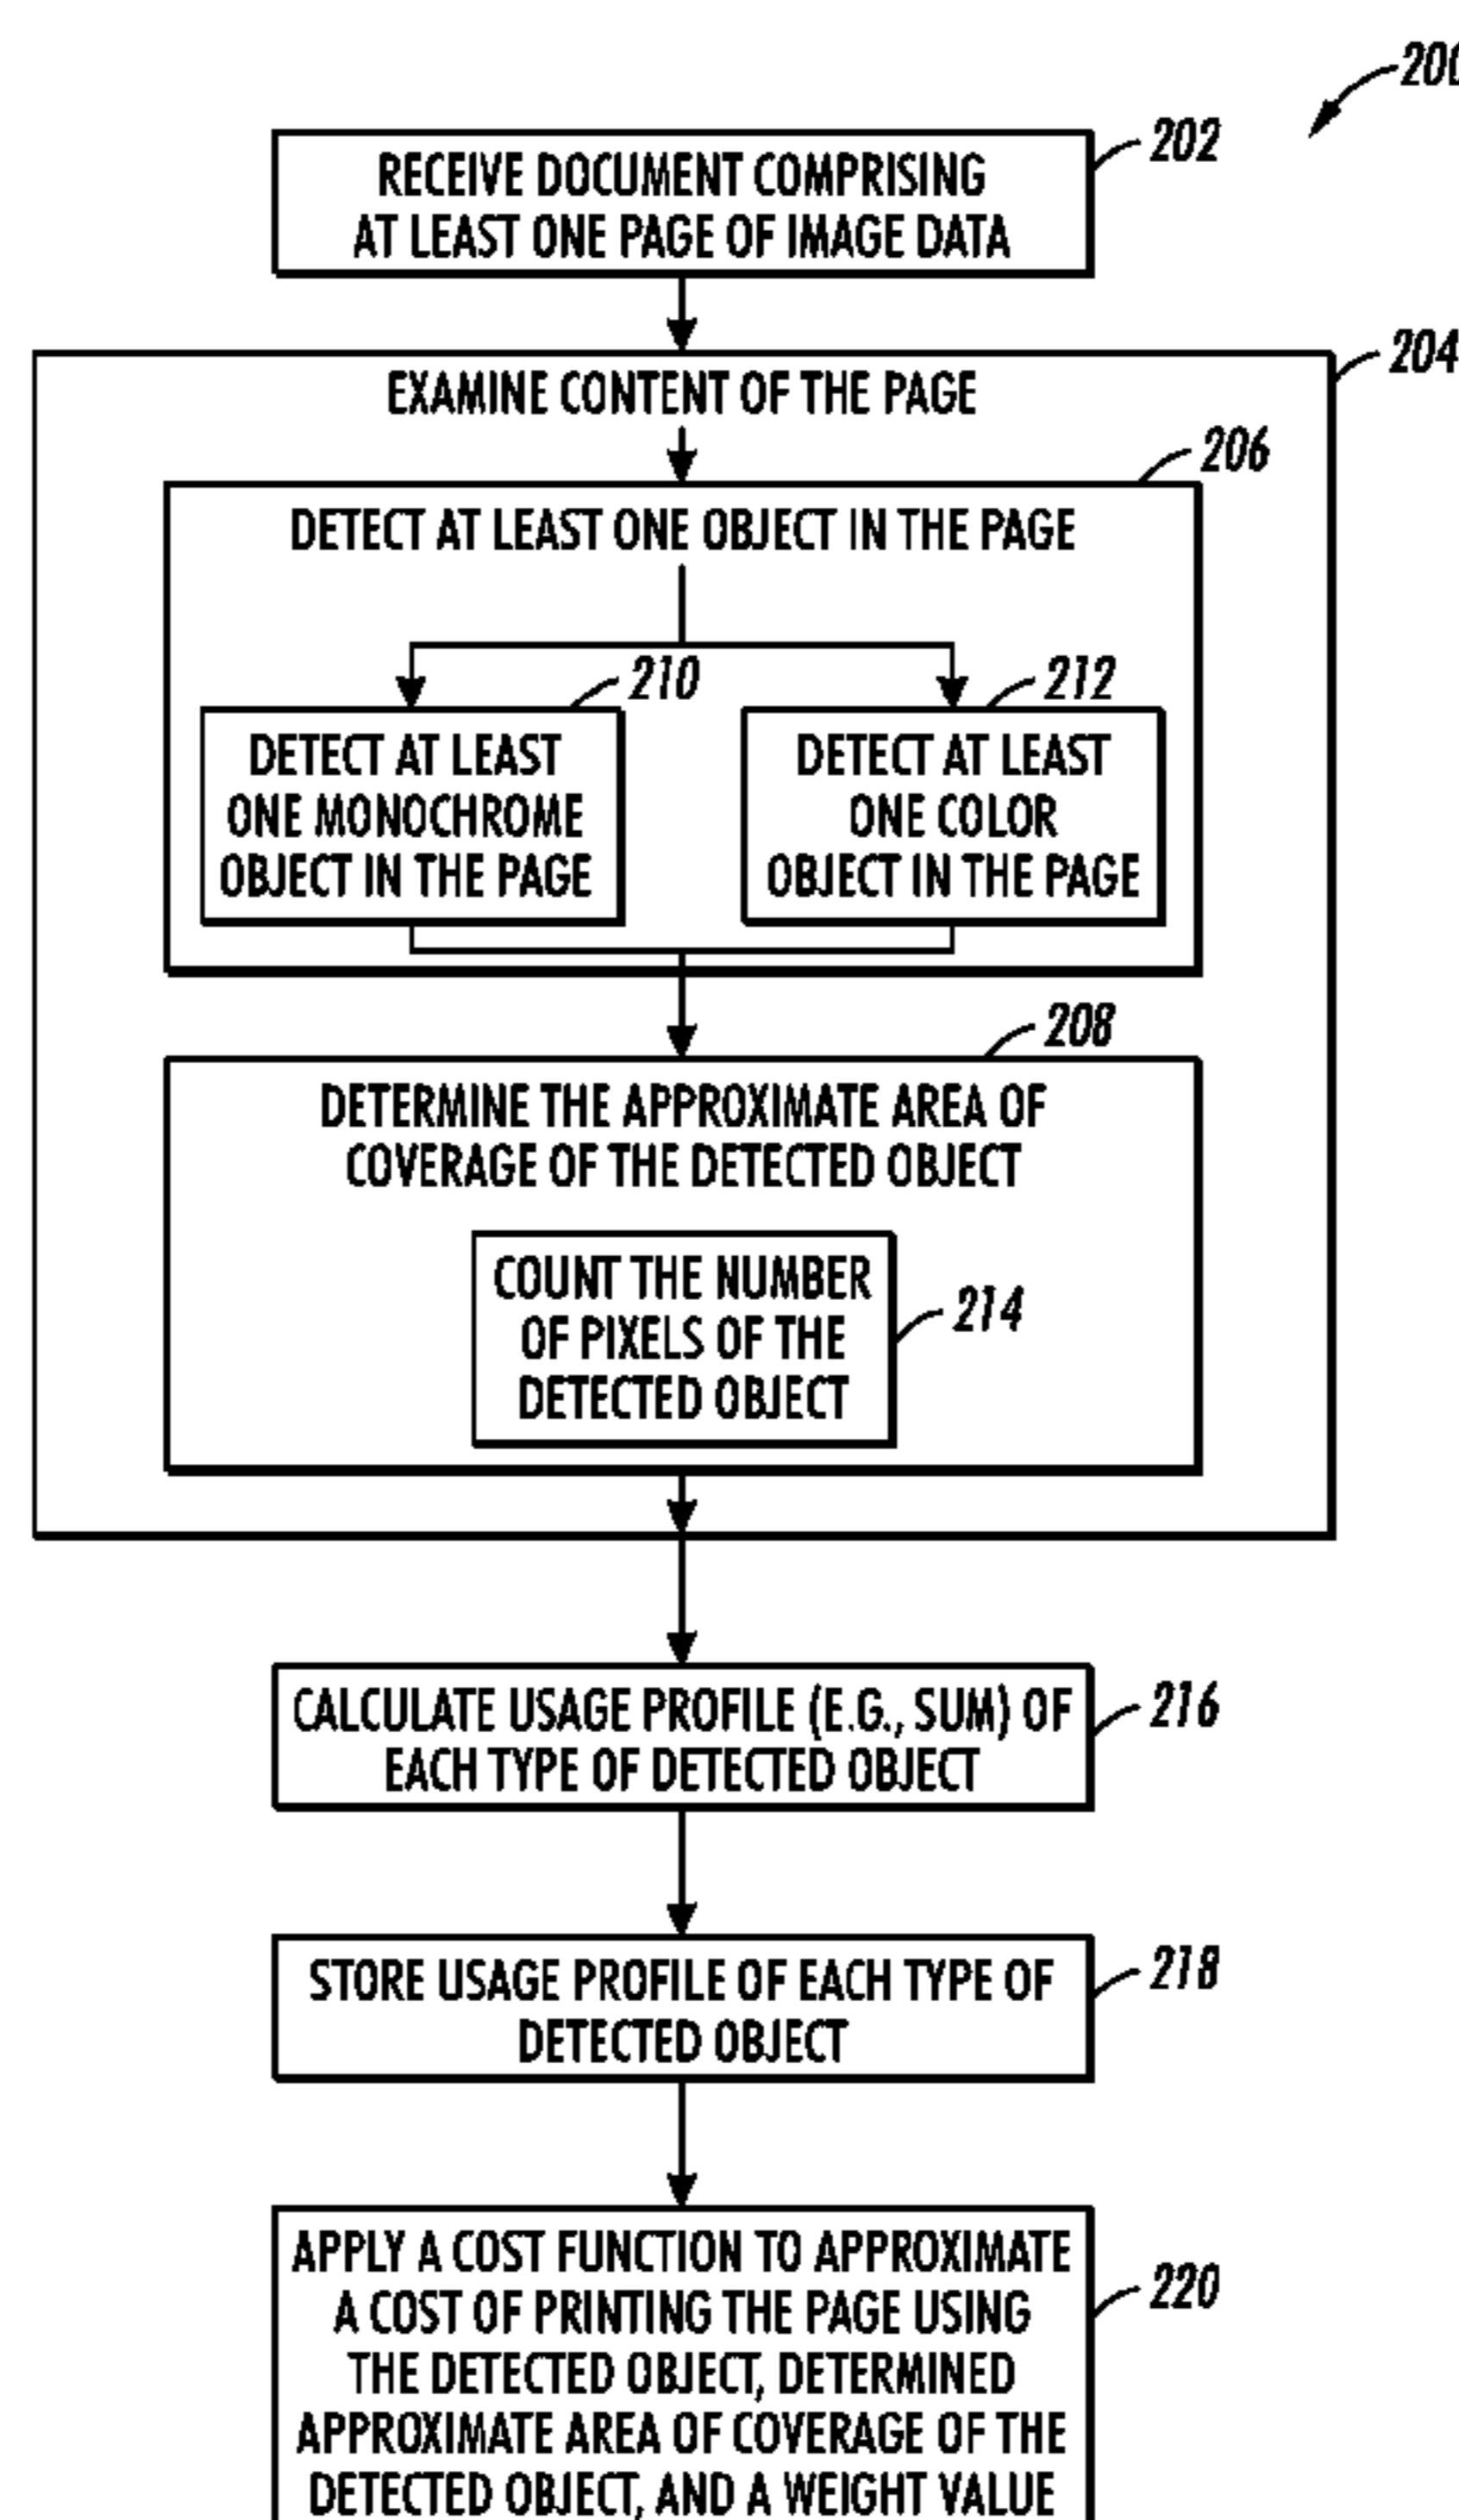 200
202
RECEIVE DOCUMENT COMPRISING
AT LEAST ONE PAGE OF IMAGE DATA
204
EXAMINE CONTENT OF THE PAGE
206
DETECT AT LEAST ONE OBJECT IN THE PAGE
210
212
DETECT AT LEAST
ONE MONOCHROME
OBJECT IN THE PAGE
DETECT AT LEAST
ONE COLOR
OBJECT IN THE PAGE
208
DETERMINE THE APPROXIMATE AREA OF
COVERAGE OF THE DETECTED OBJECT
COUNT THE NUMBER
OF PIXELS OF THE
DETECTED OBJECT
214
CALCULATE USAGE PROFILE (E.G., SUM) OF
EACH TYPE OF DETECTED OBJECT
216
STORE USAGE PROFILE OF EACH TYPE OF
DETECTED OBJECT
218
APPLY A COST FUNCTION TO APPROXIMATE
A COST OF PRINTING THE PAGE USING
THE DETECTED OBJECT, DETERMINED
APPROXIMATE AREA OF COVERAGE OF THE
DETECTED OBJECT, AND A WEIGHT VALUE
220